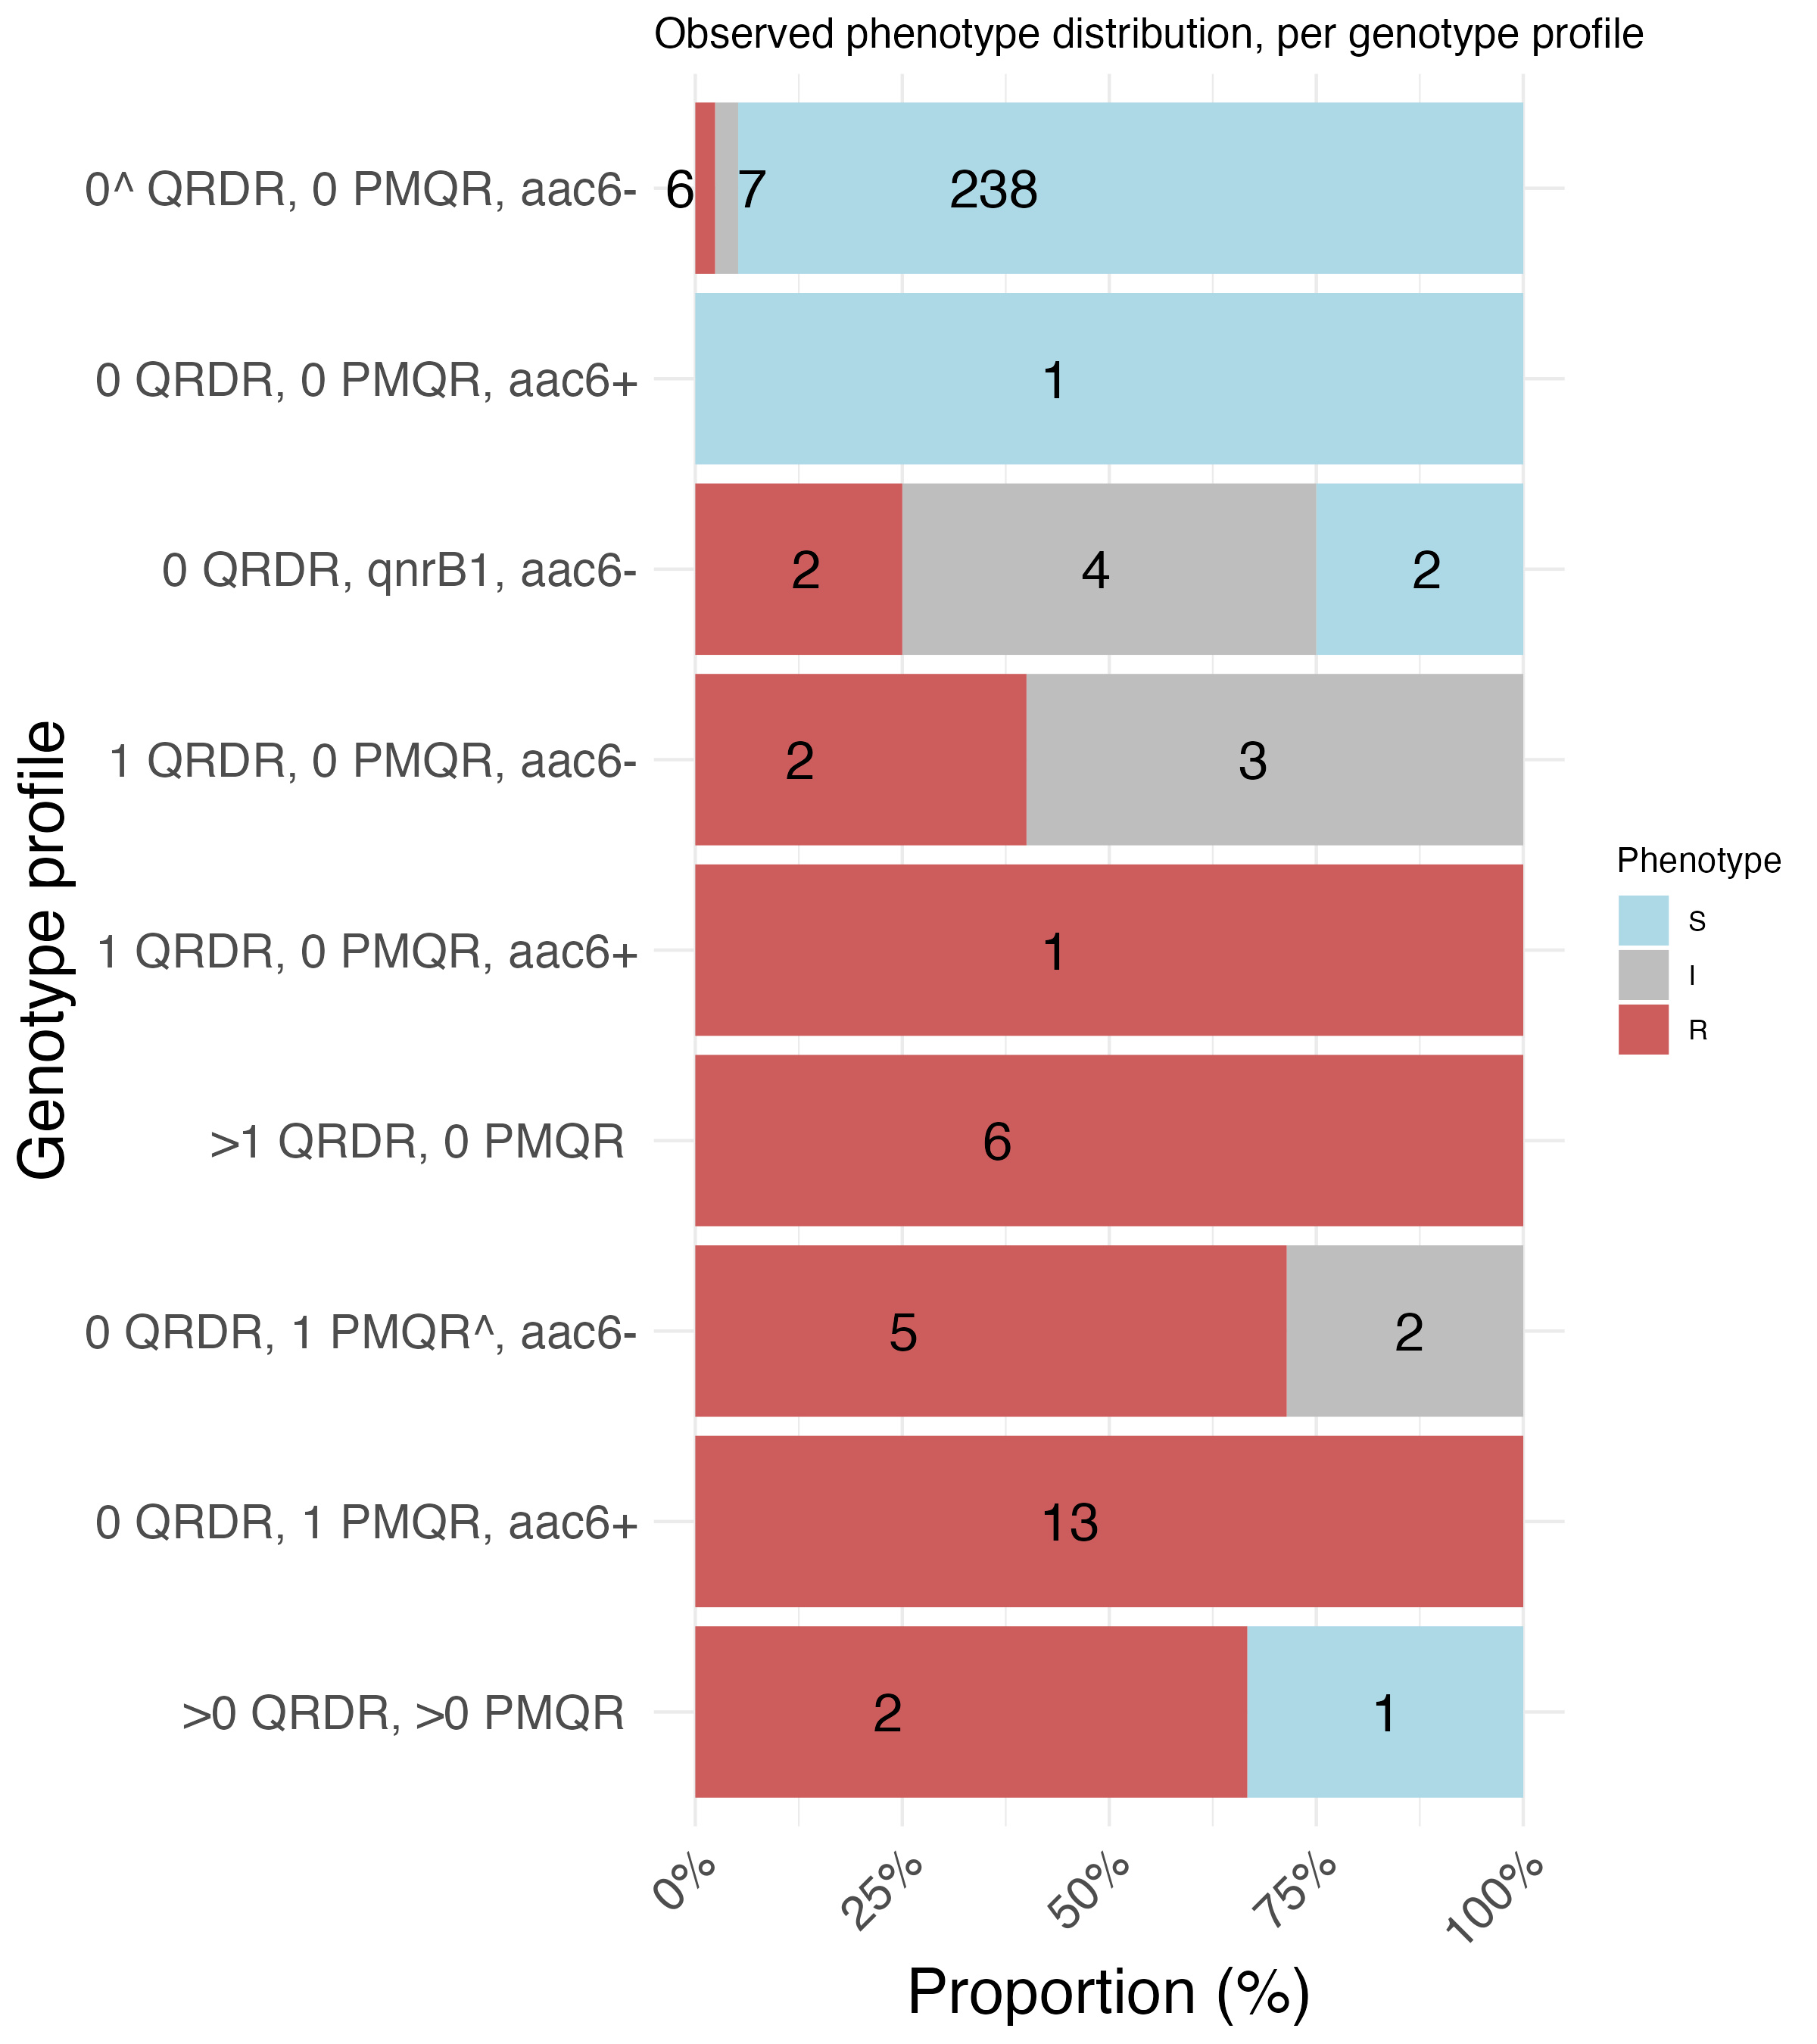 Observed phenotype distribution, per genotype profile
Genotype profile
0^ QRDR, 0 PMQR, aac6- 6 7 238
0 QRDR, 0 PMQR, aac6+ 1
0 QRDR, qnrB1, aac6- 2 4 2
1 QRDR, 0 PMQR, aac6- 2 3
1 QRDR, 0 PMQR, aac6+ 1
>1 QRDR, 0 PMQR 6
0 QRDR, 1 PMQR^, aac6- 5 2
0 QRDR, 1 PMQR, aac6+ 13
>0 QRDR, >0 PMQR 2 1
0% 25% 50% 75% 100%
Proportion (%)
Phenotype
S
I
R